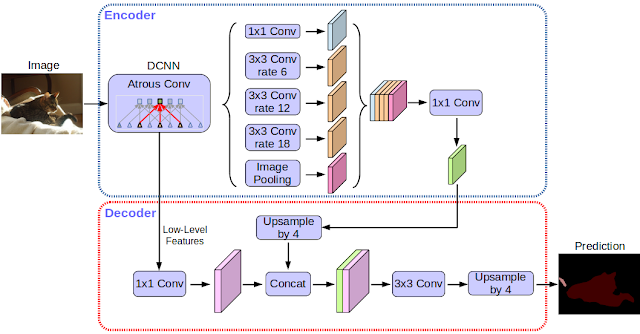 Encoder
Image
DCNN
Atrous Conv
1x1 Conv
3x3 Conv
rate 6
3x3 Conv
rate 12
3x3 Conv
rate 18
Image
Pooling
1x1 Conv
Decoder
Low-Level
Features
Upsample
by 4
1x1 Conv
Concat
3x3 Conv
Upsample
by 4
Prediction